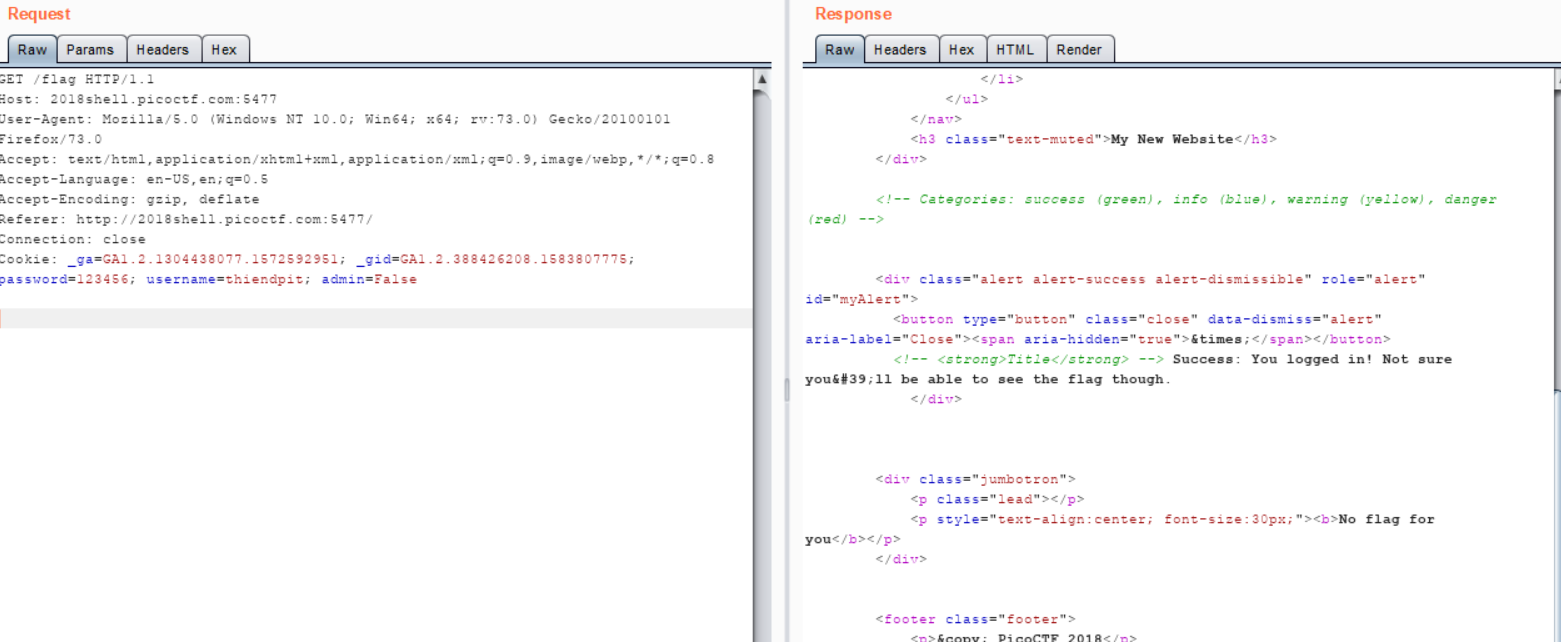 Request
Raw Params Headers Hex
GET /flag HTTP/1.1
Host: 2018shell.picoctf.com:5477
User-Agent: Mozilla/5.0 (Windows NT 10.0; Win64; x64; rv:73.0) Gecko/20100101
Firefox/73.0
Accept: text/html,application/xhtml+xml,application/xml;q=0.9,image/webp,*/*;q=0.8
Accept-Language: en-US,en;q=0.5
Accept-Encoding: gzip, deflate
Referer: http://2018shell.picoctf.com:5477/
Connection: close
Cookie: _ga=GA1.2.1304438077.1572592951; _gid=GA1.2.388426208.1583807775;
password=123456; username=thiendpit; admin=False
Response
Raw Headers Hex HTML Render
</li>
</ul>
</nav>
<h3 class="text-muted">My New Website</h3>
</div>
<!-- Categories: success (green), info (blue), warning (yellow), danger
(red) -->
<div class="alert alert-success alert-dismissible" role="alert"
id="myAlert">
<button type="button" class="close" data-dismiss="alert"
aria-label="Close"><span aria-hidden="true">&times;</span></button>
<!-- <strong>Title</strong> --> Success: You logged in! Not sure
you&#39;ll be able to see the flag though.
</div>
<div class="jumbotron">
<p class="lead"></p>
<p style="text-align:center; font-size:30px;"><b>No flag for
you</b></p>
</div>
<footer class="footer">
<p>&copy; PicoCTF 2018</p>